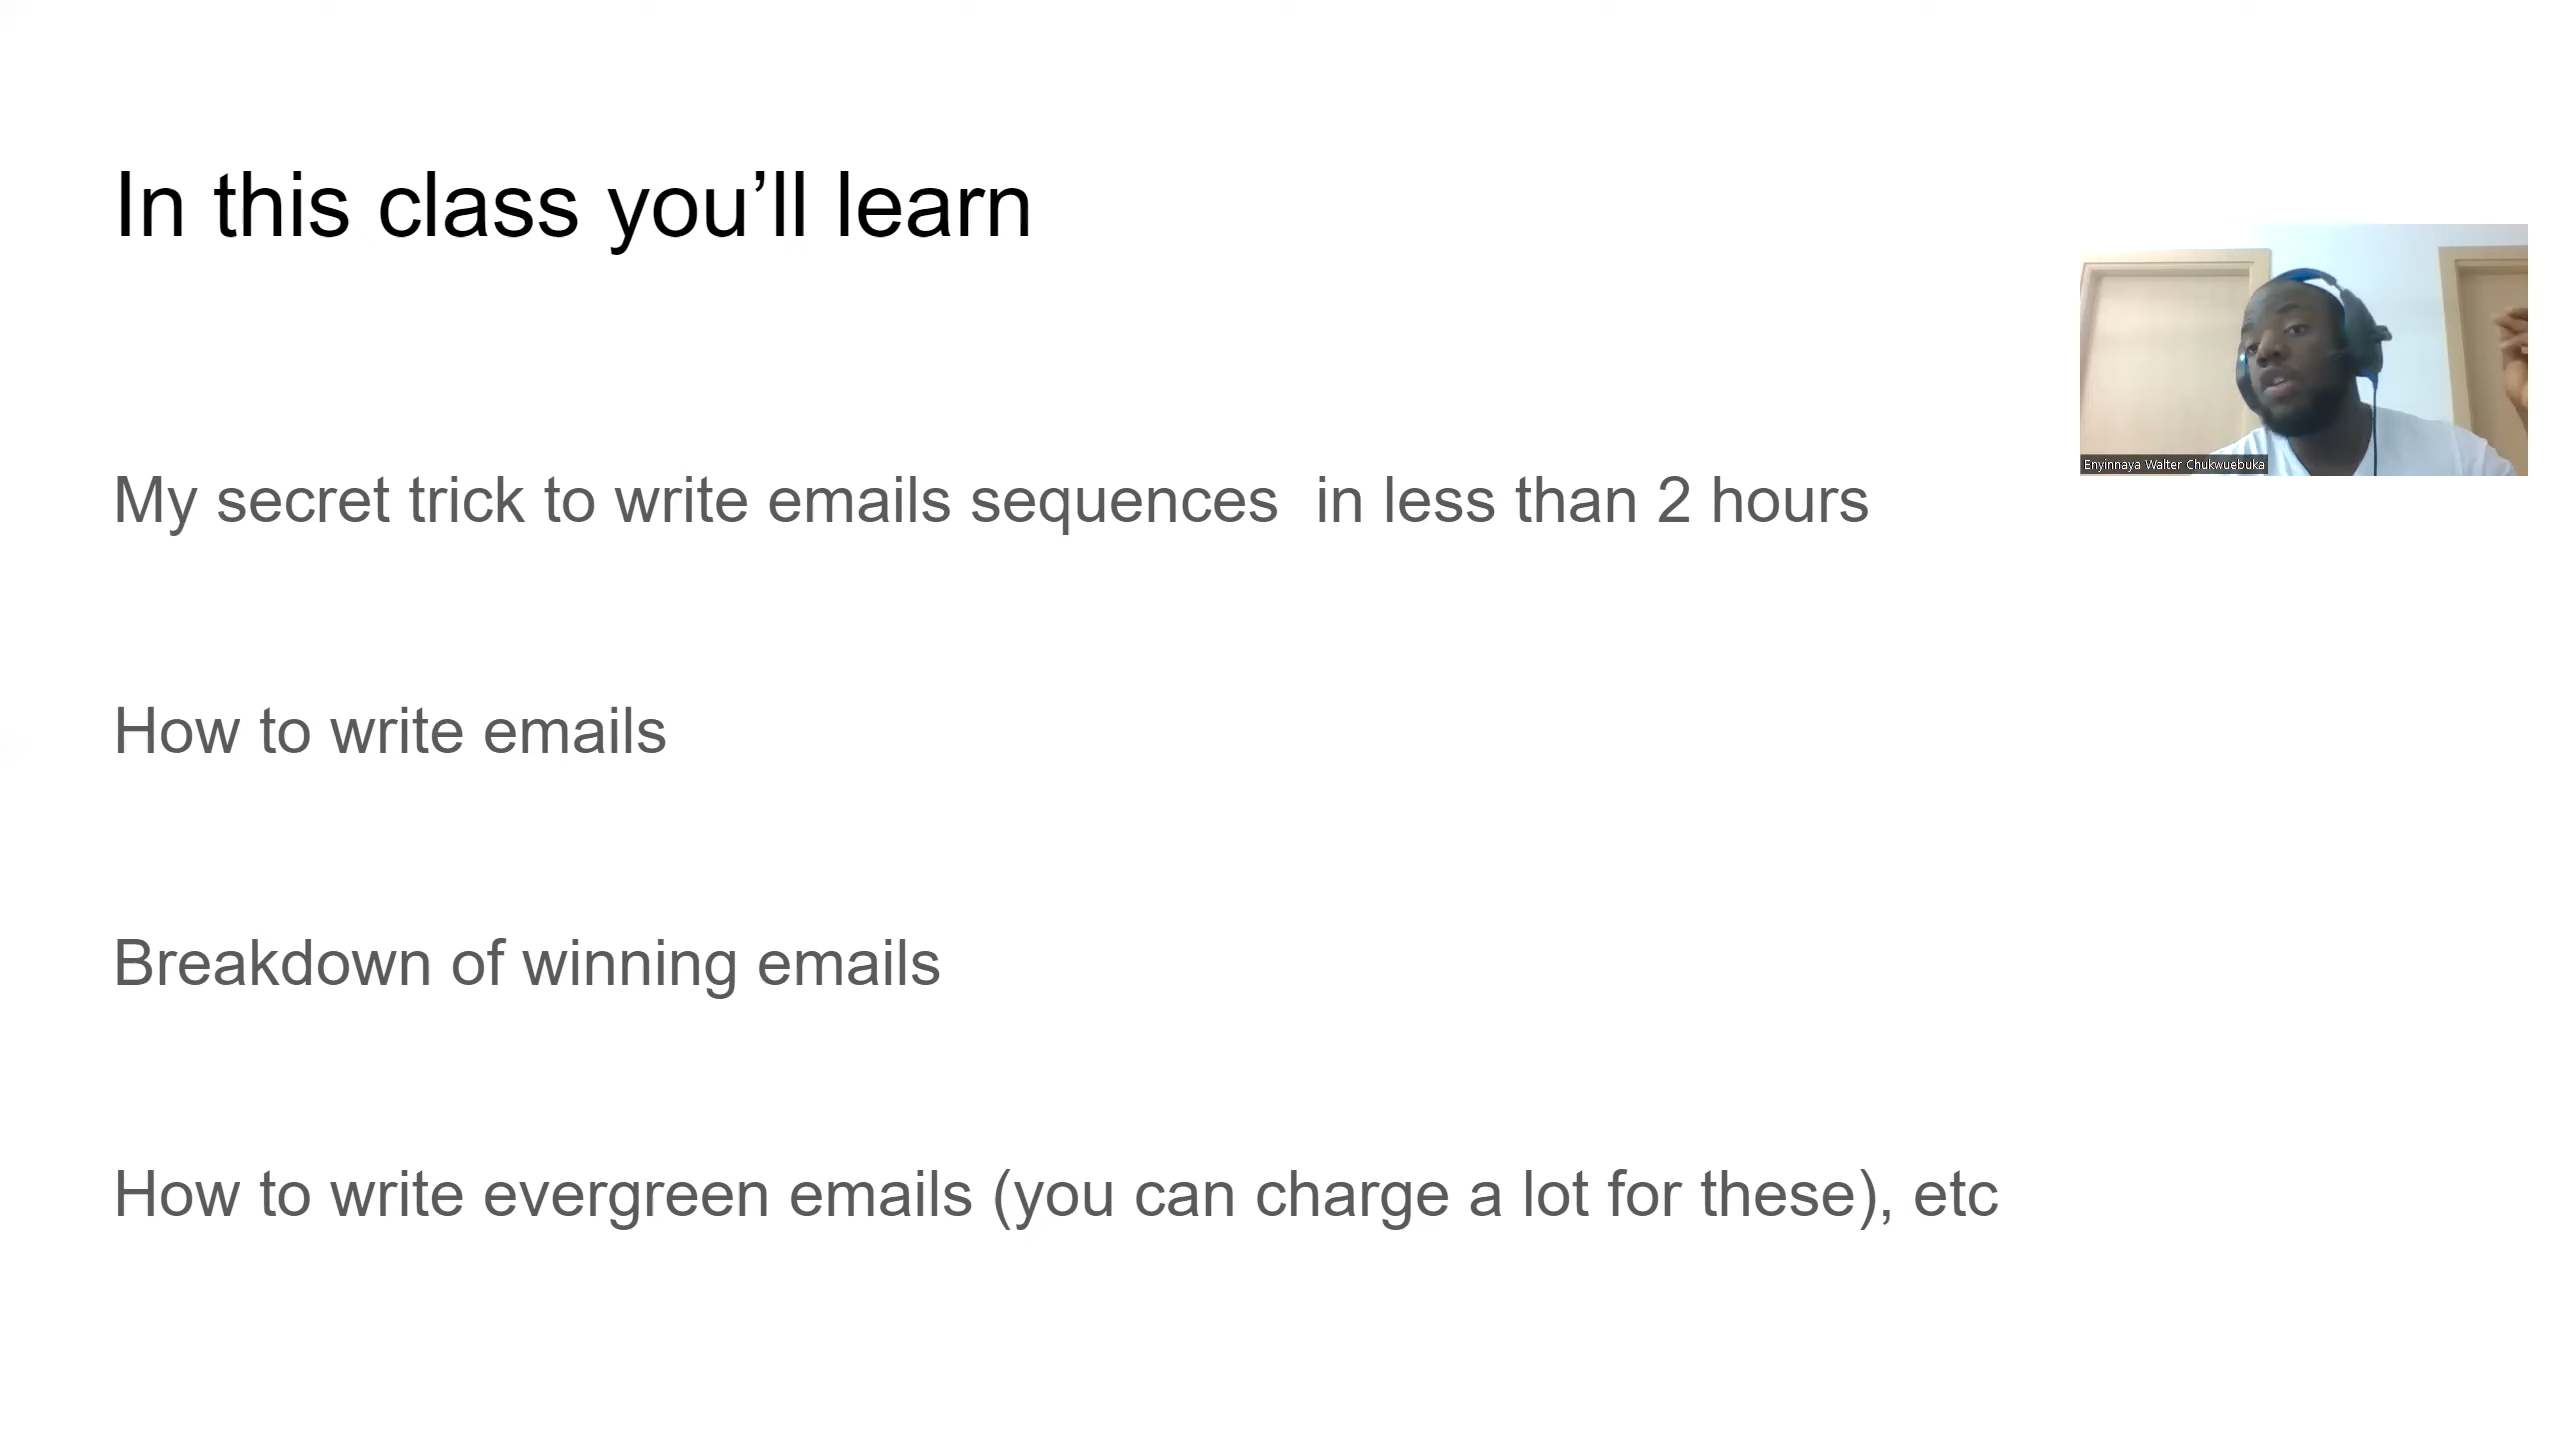 In this class you’ll learn
Enyinnaya Walter Chukwuebuka
My secret trick to write emails sequences  in less than 2 hours
How to write emails
Breakdown of winning emails
How to write evergreen emails (you can charge a lot for these), etc